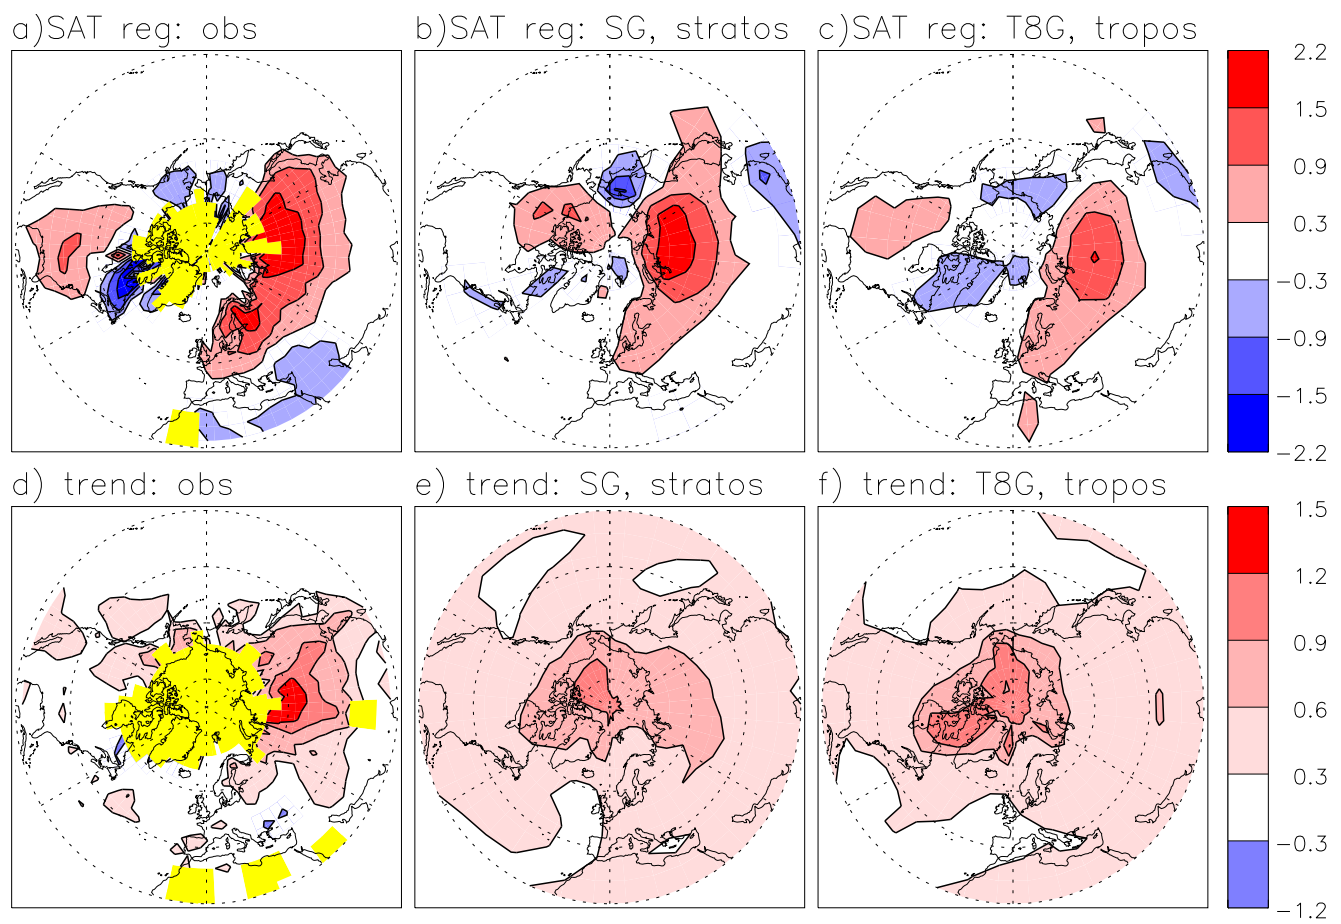 a)SAT reg: obs
b)SAT reg: SG, stratos
c)SAT reg: T8G, tropos
2.2
1.5
0.9
0.3
−0.3
−0.9
−1.5
−2.2
d) trend: obs
e) trend: SG, stratos
f) trend: T8G, tropos
1.5
1.2
0.9
0.6
0.3
−0.3
−1.2